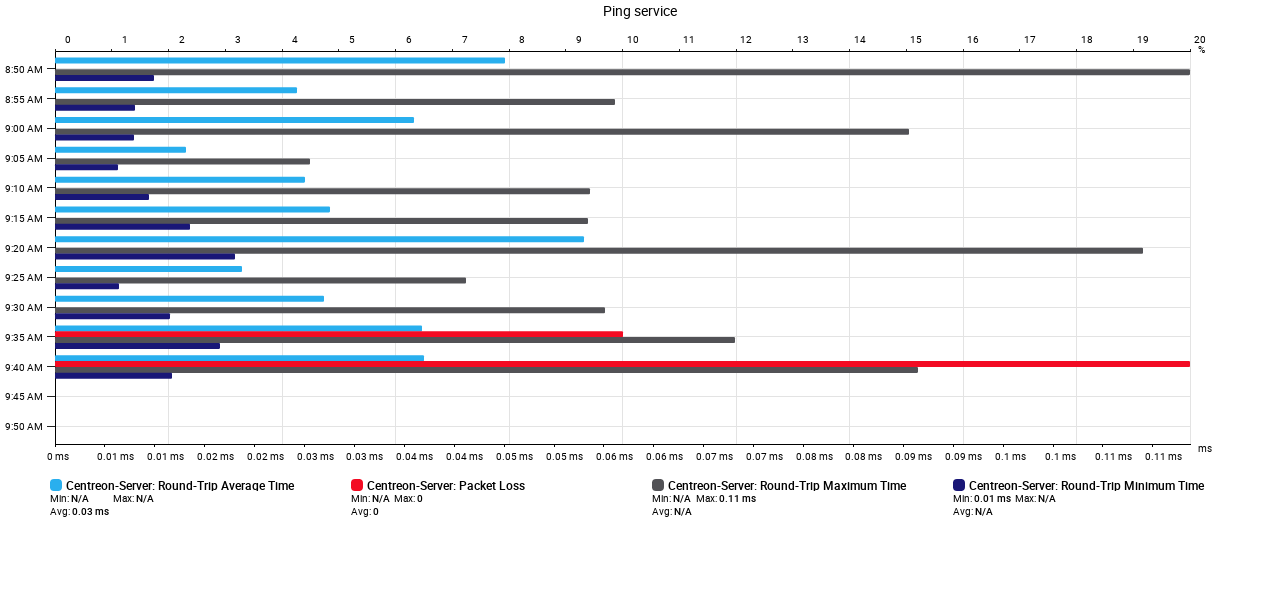 Ping service
0 1 2 3 4 5 6 7 8 9 10 11 12 13 14 15 16 17 18 19 20
%
8:50 AM
8:55 AM
9:00 AM
9:05 AM
9:10 AM
9:15 AM
9:20 AM
9:25 AM
9:30 AM
9:35 AM
9:40 AM
9:45 AM
9:50 AM
ms
0 ms 0.01 ms 0.01 ms 0.02 ms 0.02 ms 0.03 ms 0.03 ms 0.04 ms 0.04 ms 0.05 ms 0.05 ms 0.06 ms 0.06 ms 0.07 ms 0.07 ms 0.08 ms 0.08 ms 0.09 ms 0.09 ms 0.1 ms 0.1 ms 0.11 ms 0.11 ms
Centreon-Server: Round-Trip Average Time Centreon-Server: Packet Loss Centreon-Server: Round-Trip Maximum Time Centreon-Server: Round-Trip Minimum Time
Min: N/A Max: N/A Min: N/A Max: 0 Min: N/A Max: 0.11 ms Min: 0.01 ms Max: N/A
Avg: 0.03 ms Avg: 0 Avg: N/A Avg: N/A